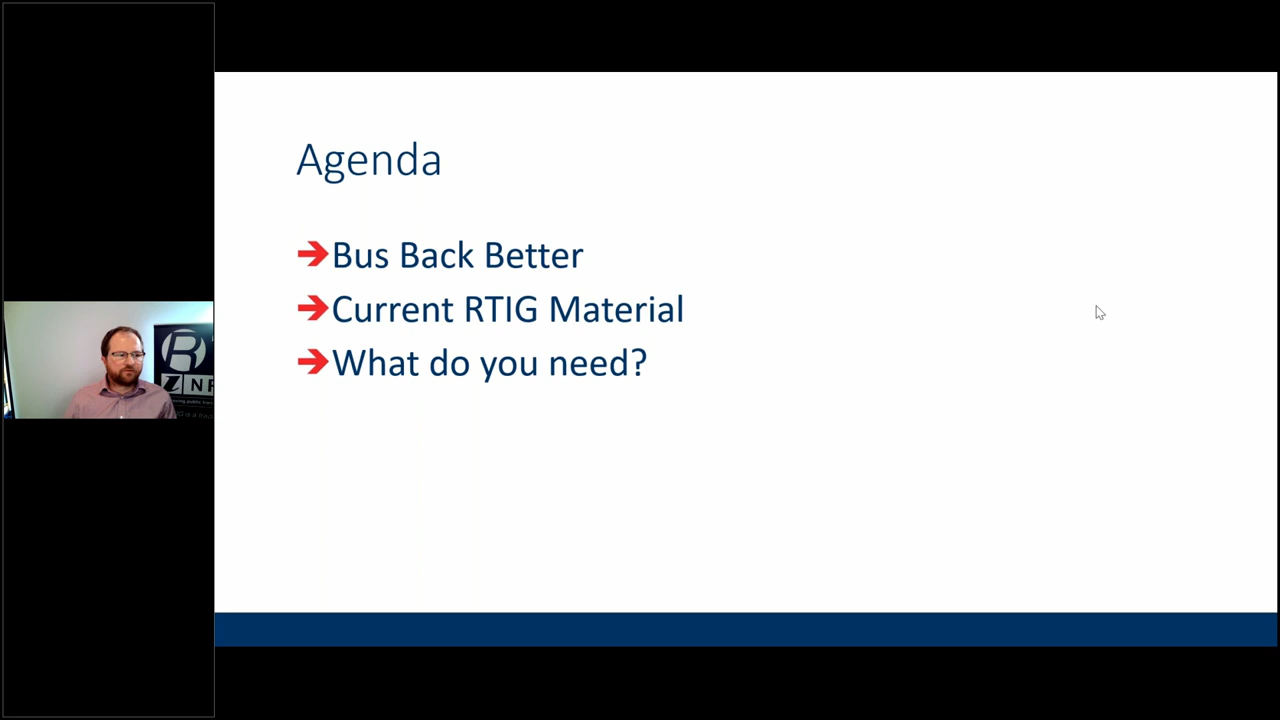 Agenda
➔Bus Back Better
➔Current RTIG Material
➔What do you need?